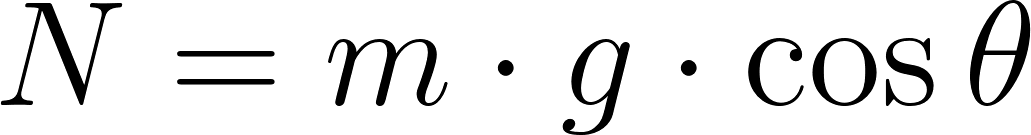 N = m · g · cos θ